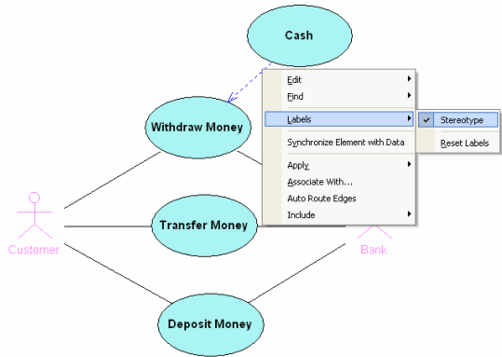 Cash
Edit
Find
Labels
Stereotype
Withdraw Money
Synchronize Element with Data
Reset Labels
Apply
Associate With...
Auto Route Edges
Include
Transfer Money
Customer
Bank
Deposit Money